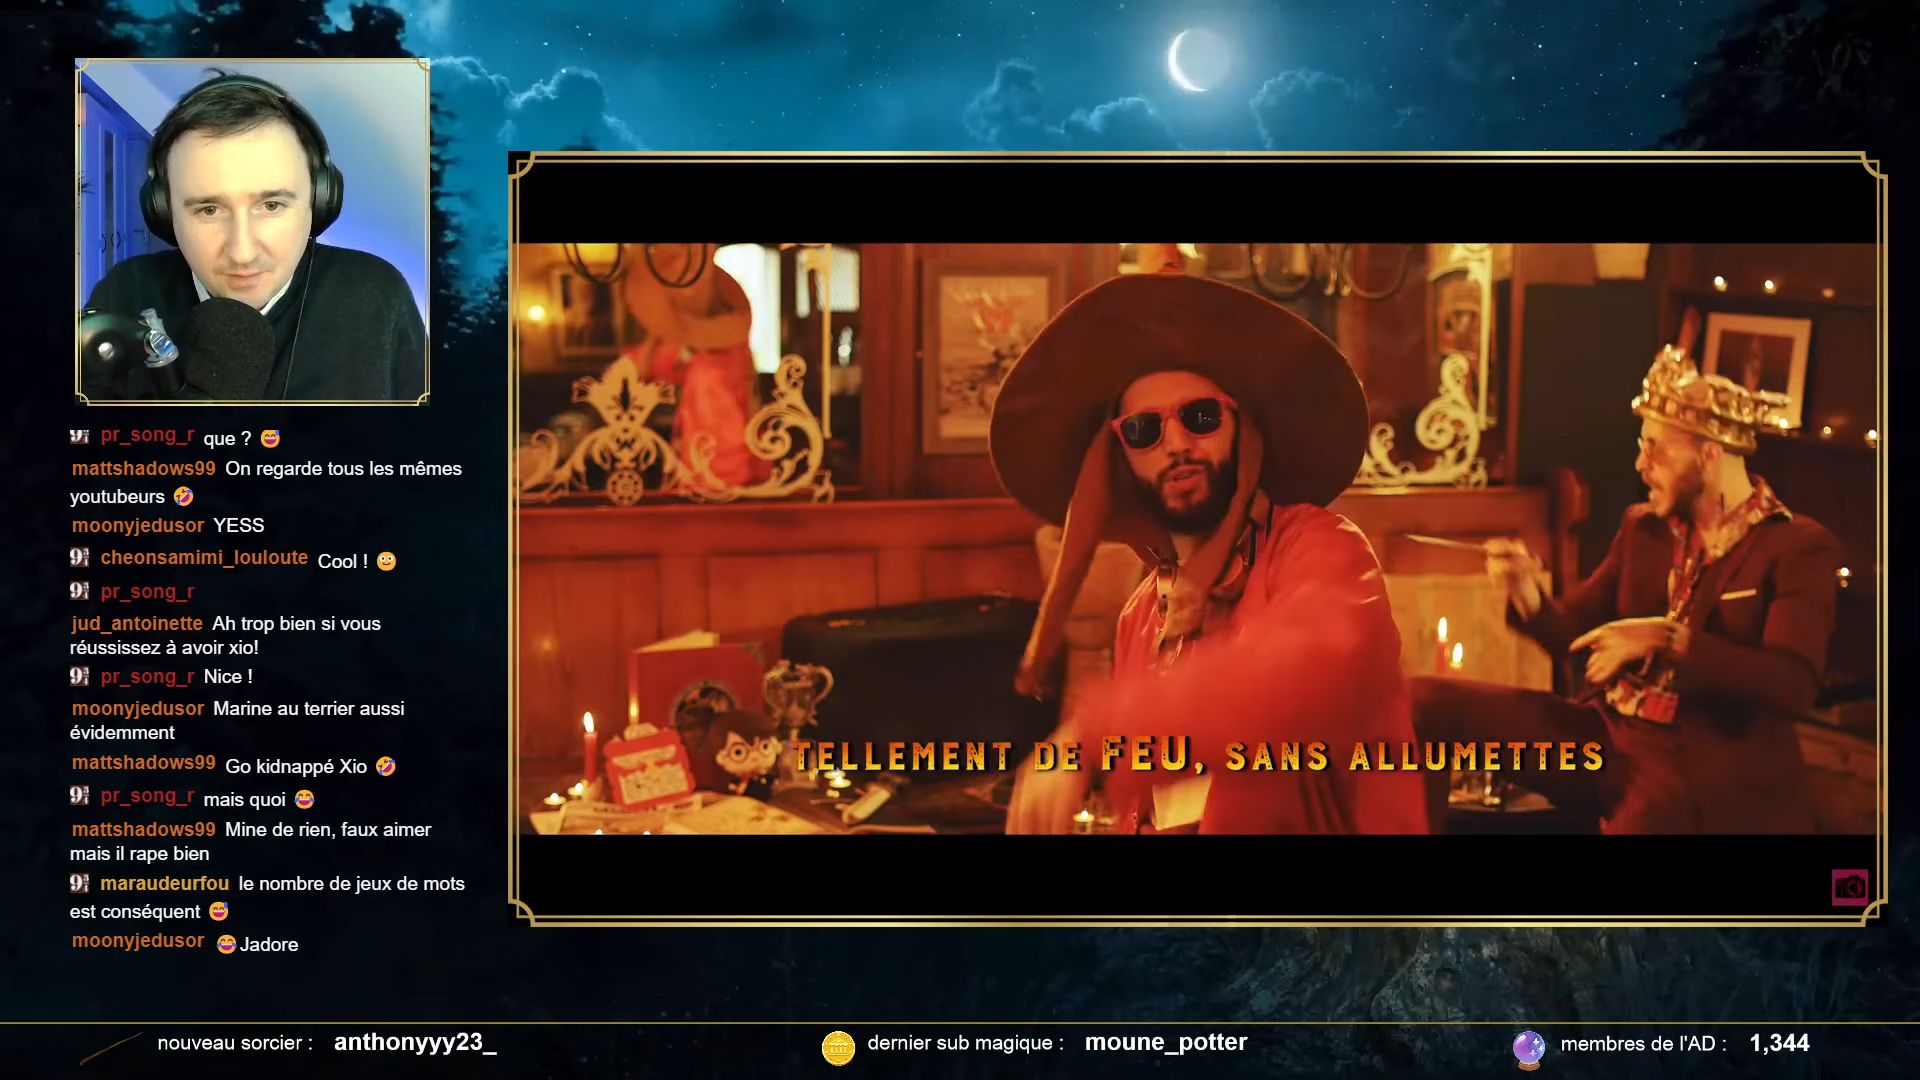 pr_song_r que ? 😅
mattshadows99 On regarde tous les mêmes
youtubeurs 🤣
moonyjedusor YESS
cheonsamimi_louloute Cool ! 🙂
pr_song_r
jud_antoinette Ah trop bien si vous
réussissez à avoir xio!
pr_song_r Nice !
moonyjedusor Marine au terrier aussi
évidemment
mattshadows99 Go kidnappé Xio 🤣
pr_song_r mais quoi 😂
mattshadows99 Mine de rien, faux aimer
mais il rape bien
maraudeurfou le nombre de jeux de mots
est conséquent 😅
moonyjedusor 😂Jadore
TELLEMENT DE FEU, SANS ALLUMETTES
nouveau sorcier : anthonyyy23_
dernier sub magique : moune_potter
membres de l'AD : 1,344